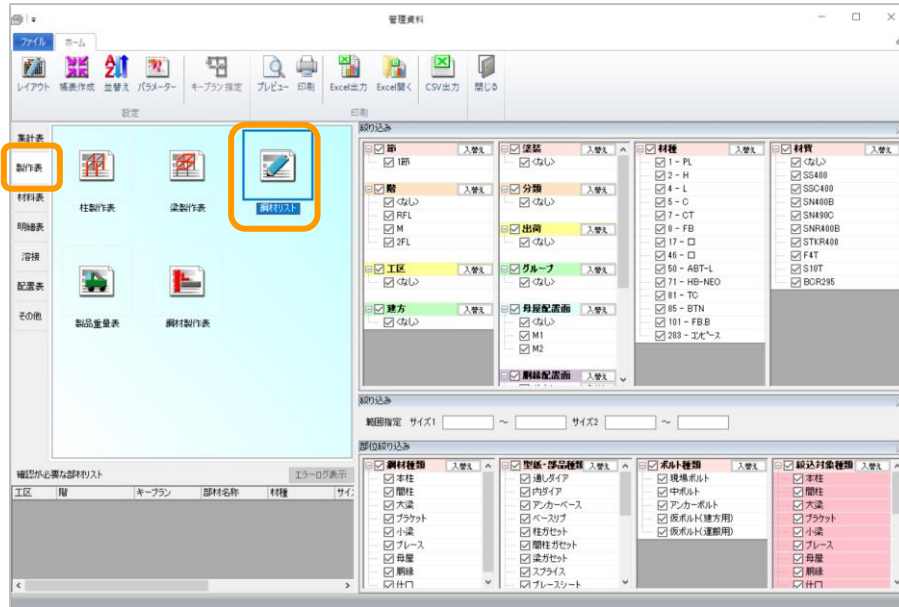 管理資料
ファイル ホーム
レイアウト 帳表作成 並替え パラメーター キープラン指定 プレビュー 印刷 Excel出力 Excel開く CSV出力 閉じる
設定 印刷
集計表
製作表
材料表
明細表
溶接
配置表
その他
柱製作表 梁製作表 鋼材リスト
製品重量表 鋼材製作表
確認が必要な部材リスト エラーログ表示
工区 階 キープラン 部材名称 材種 サイ
絞り込み
節 入替え
1節
階 入替え
<なし>
RFL
M
2FL
工区 入替え
<なし>
建方 入替え
<なし>
塗装 入替え
<なし>
分類 入替え
<なし>
出荷 入替え
<なし>
グループ 入替え
<なし>
母屋配置面 入替え
<なし>
M1
M2
胴縁配置面 入替え
材種 入替え
1 - PL
2 - H
4 - L
5 - C
7 - CT
8 - FB
17 - □
46 - □
50 - ABT-L
71 - HB-NEO
81 - TC
85 - BTN
101 - FB.B
283 - エンドピース
材質 入替え
<なし>
SS400
SSC400
SN400B
SN490C
SNR400B
STKR400
F4T
S10T
BCR295
絞り込み
範囲指定 サイズ1 ～ サイズ2 ～
部位絞り込み
鋼材種類 入替え
本柱
間柱
大梁
ブラケット
小梁
ブレース
母屋
胴縁
仕口
型紙・部品種類 入替え
通しダイア
内ダイア
アンカーベース
ベースリブ
柱ガセット
間柱ガセット
梁ガセット
スプライス
ブレースシート
ボルト種類 入替え
現場ボルト
中ボルト
アンカーボルト
仮ボルト(建方用)
仮ボルト(運搬用)
絞込対象種類 入替え
本柱
間柱
大梁
ブラケット
小梁
ブレース
母屋
胴縁
仕口